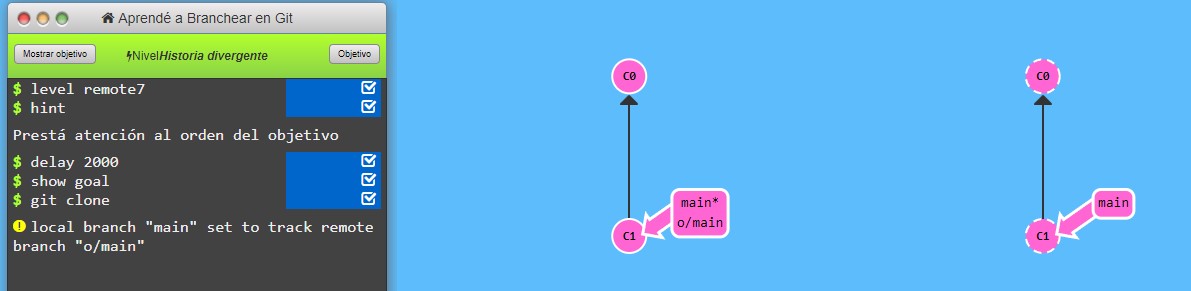 Aprendé a Branchear en Git
Mostrar objetivo
NivelHistoria divergente
Objetivo
$ level remote7
$ hint
Prestá atención al orden del objetivo
$ delay 2000
$ show goal
$ git clone
local branch "main" set to track remote
branch "o/main"
C0
main*
o/main
C1
C0
main
C1